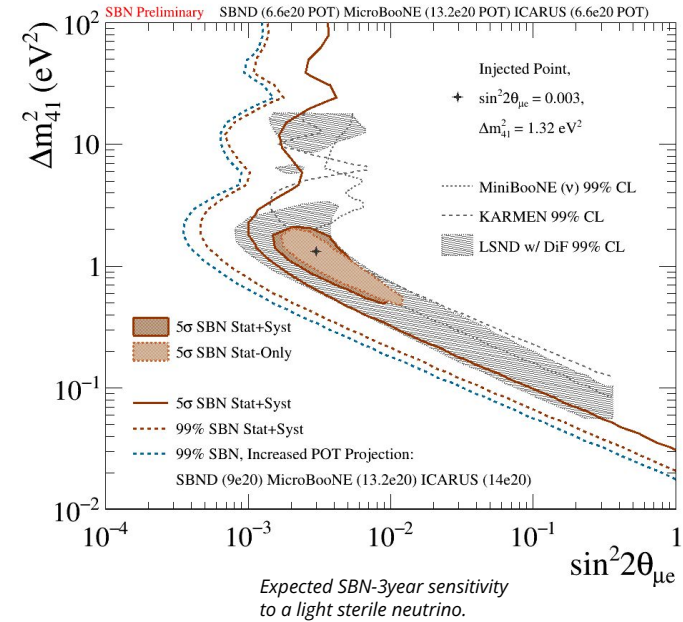 SBN Preliminary SBND (6.6e20 POT) MicroBooNE (13.2e20 POT) ICARUS (6.6e20 POT)
10²
10
1
10⁻¹
10⁻²
Δm²₄₁ (eV²)
Injected Point,
sin²2θμe = 0.003,
Δm²₄₁ = 1.32 eV²
MiniBooNE (ν) 99% CL
KARMEN 99% CL
LSND w/ DiF 99% CL
5σ SBN Stat+Syst
5σ SBN Stat-Only
5σ SBN Stat+Syst
99% SBN Stat+Syst
99% SBN, Increased POT Projection:
SBND (9e20) MicroBooNE (13.2e20) ICARUS (14e20)
10⁻⁴ 10⁻³ 10⁻² 10⁻¹ 1
sin²2θμe
Expected SBN-3year sensitivity
to a light sterile neutrino.